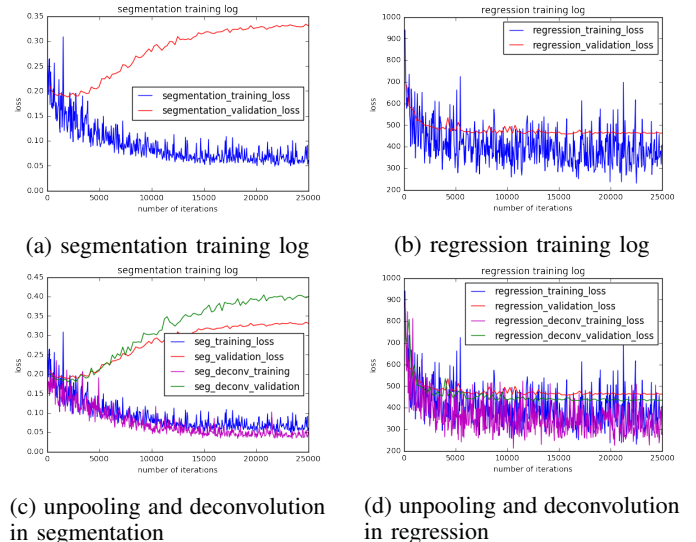 segmentation training log
0.35
0.30
0.25
0.20
0.15
0.10
0.05
0.00
loss
segmentation_training_loss
segmentation_validation_loss
0 5000 10000 15000 20000 25000
number of iterations
(a) segmentation training log
regression training log
1000
900
800
700
600
500
400
300
200
loss
regression_training_loss
regression_validation_loss
0 5000 10000 15000 20000 25000
number of iterations
(b) regression training log
segmentation training log
0.45
0.40
0.35
0.30
0.25
0.20
0.15
0.10
0.05
0.00
loss
seg_training_loss
seg_validation_loss
seg_deconv_training
seg_deconv_validation
0 5000 10000 15000 20000 25000
number of iterations
(c) unpooling and deconvolution
in segmentation
regression training log
1000
900
800
700
600
500
400
300
200
loss
regression_training_loss
regression_validation_loss
regression_deconv_training_loss
regression_deconv_validation_loss
0 5000 10000 15000 20000 25000
number of iterations
(d) unpooling and deconvolution
in regression